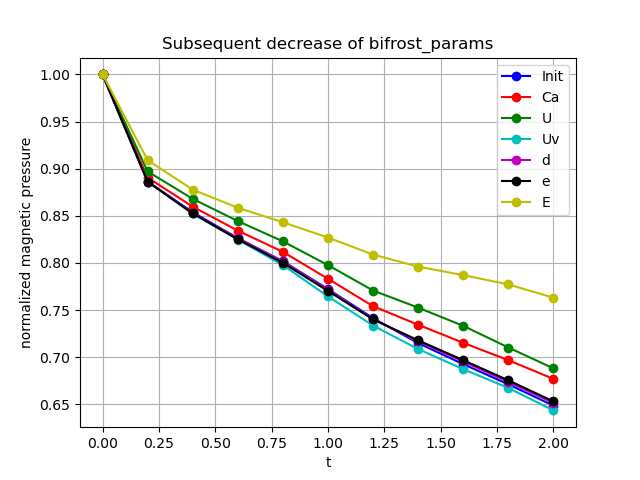 Subsequent decrease of bifrost_params
normalized magnetic pressure
1.00
0.95
0.90
0.85
0.80
0.75
0.70
0.65
0.00 0.25 0.50 0.75 1.00 1.25 1.50 1.75 2.00
t
Init
Ca
U
Uv
d
e
E